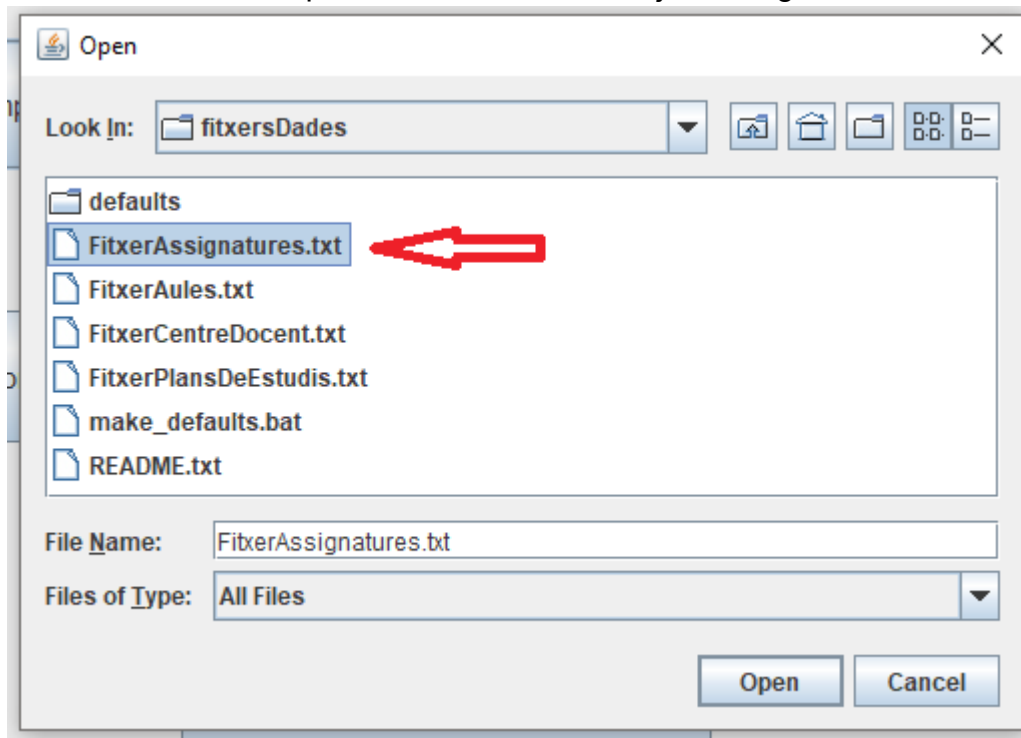 Open
Look In: fitxersDades
defaults
FitxerAssignatures.txt
FitxerAules.txt
FitxerCentreDocent.txt
FitxerPlansDeEstudis.txt
make_defaults.bat
README.txt
File Name: FitxerAssignatures.txt
Files of Type: All Files
Open Cancel